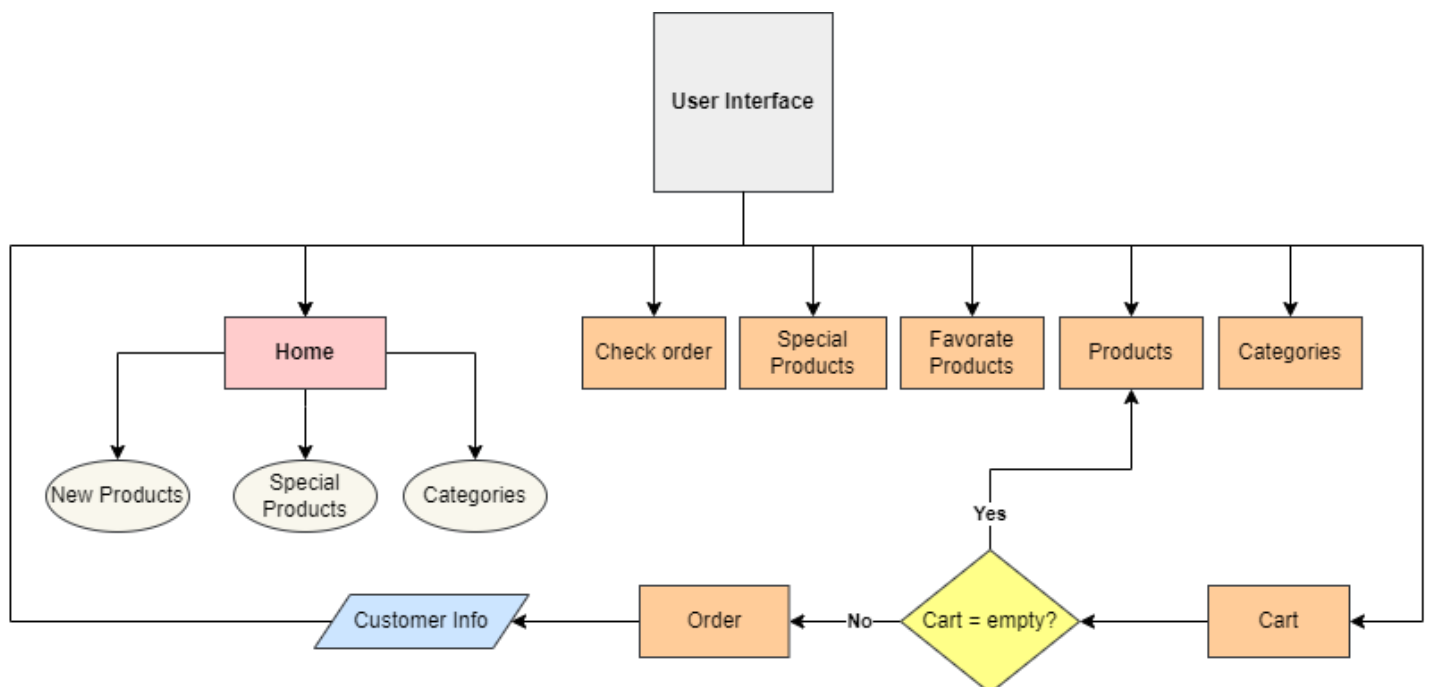 User Interface
Home
Check order
Special
Products
Favorate
Products
Products
Categories
New Products
Special
Products
Categories
Yes
Customer Info
Order
No
Cart = empty?
Cart